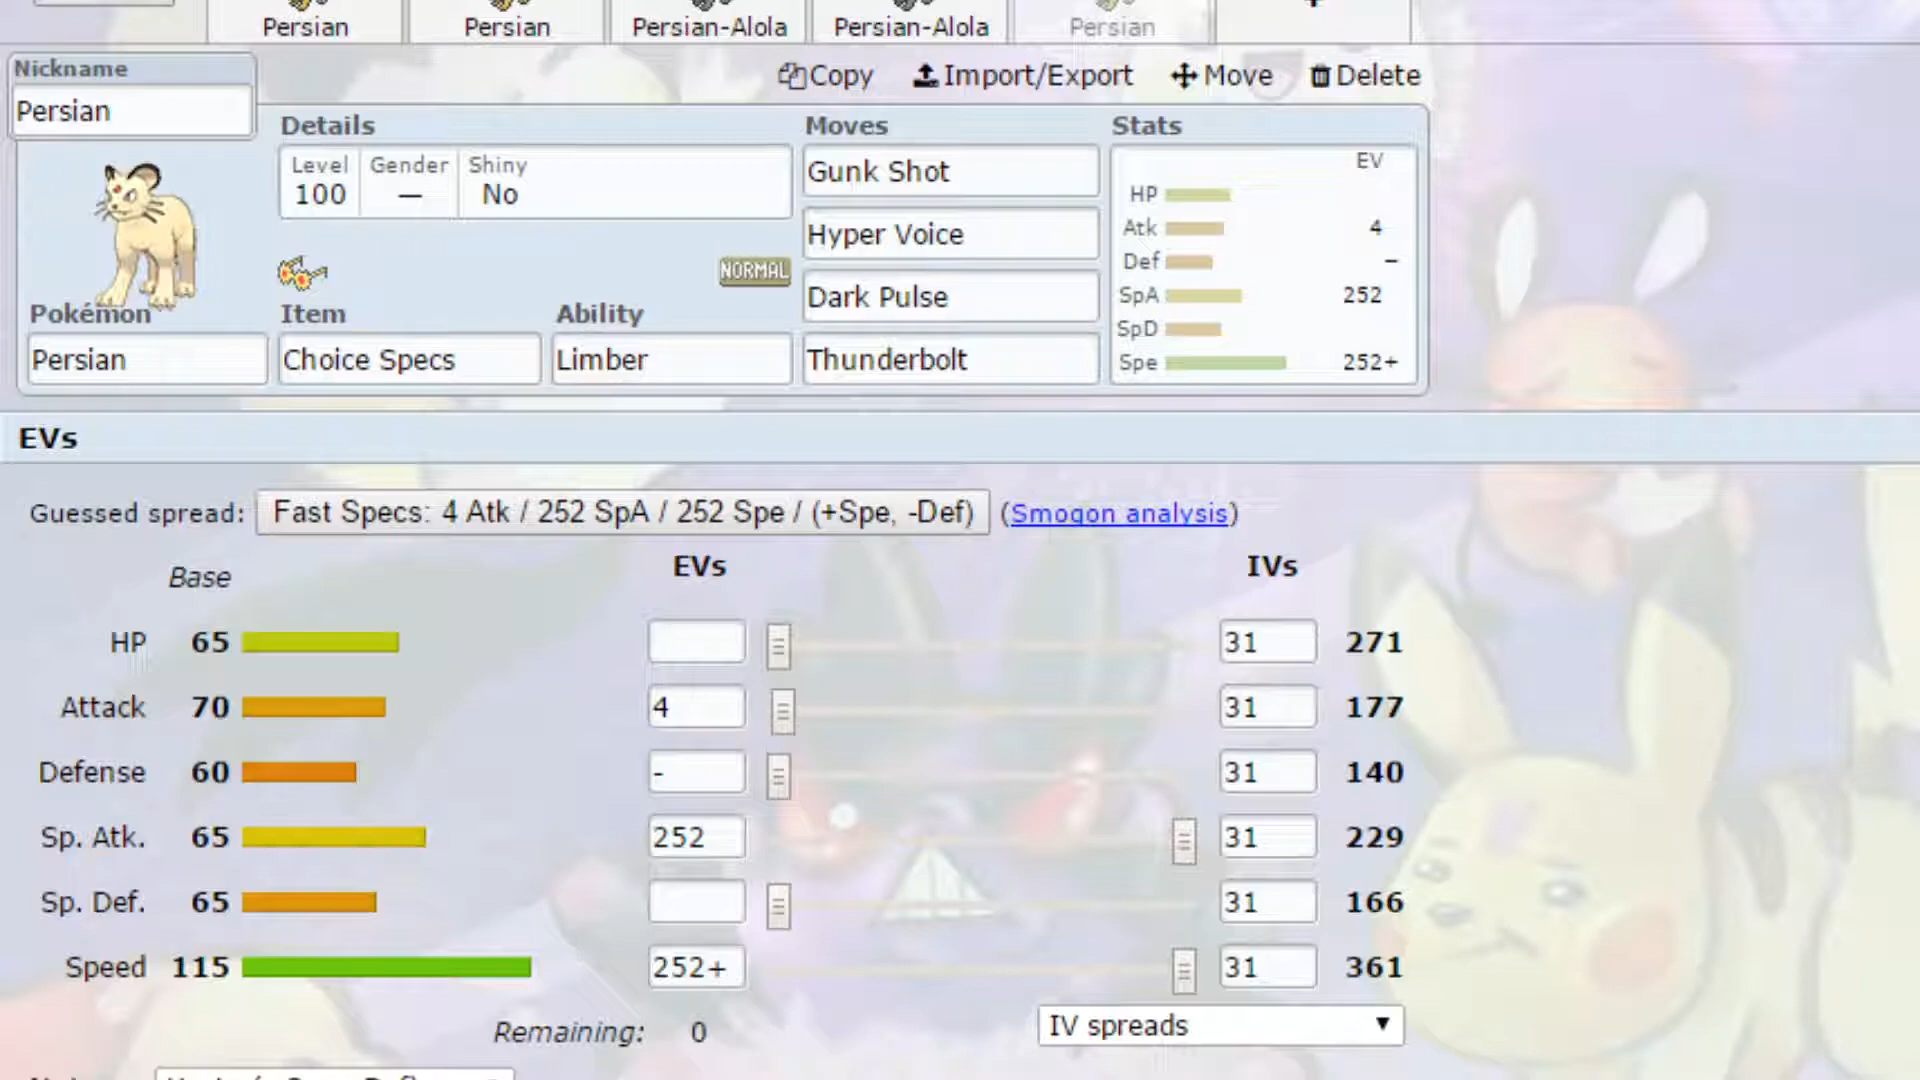 Persian Persian Persian-Alola Persian-Alola Persian
Nickname
Persian
Copy Import/Export Move Delete
Details
Level Gender Shiny
100 — No
NORMAL
Pokémon Item Ability
Persian Choice Specs Limber
Moves
Gunk Shot
Hyper Voice
Dark Pulse
Thunderbolt
Stats
EV
HP
Atk 4
Def −
SpA 252
SpD
Spe 252+
EVs
Guessed spread: Fast Specs: 4 Atk / 252 SpA / 252 Spe / (+Spe, -Def) (Smogon analysis)
Base EVs IVs
HP 65 31 271
Attack 70 4 31 177
Defense 60 - 31 140
Sp. Atk. 65 252 31 229
Sp. Def. 65 31 166
Speed 115 252+ 31 361
Remaining: 0
IV spreads